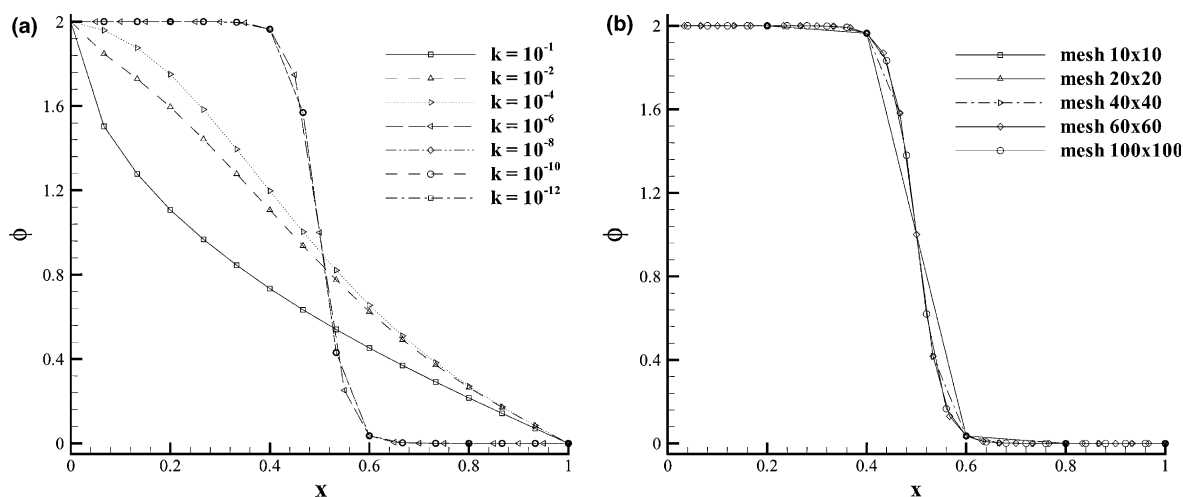 (a)
2
1.6
1.2
0.8
0.4
0
ϕ
0
0.2
0.4
0.6
0.8
1
x
k = 10⁻¹
k = 10⁻²
k = 10⁻⁴
k = 10⁻⁶
k = 10⁻⁸
k = 10⁻¹⁰
k = 10⁻¹²
(b)
2
1.6
1.2
0.8
0.4
0
ϕ
0
0.2
0.4
0.6
0.8
1
x
mesh 10x10
mesh 20x20
mesh 40x40
mesh 60x60
mesh 100x100